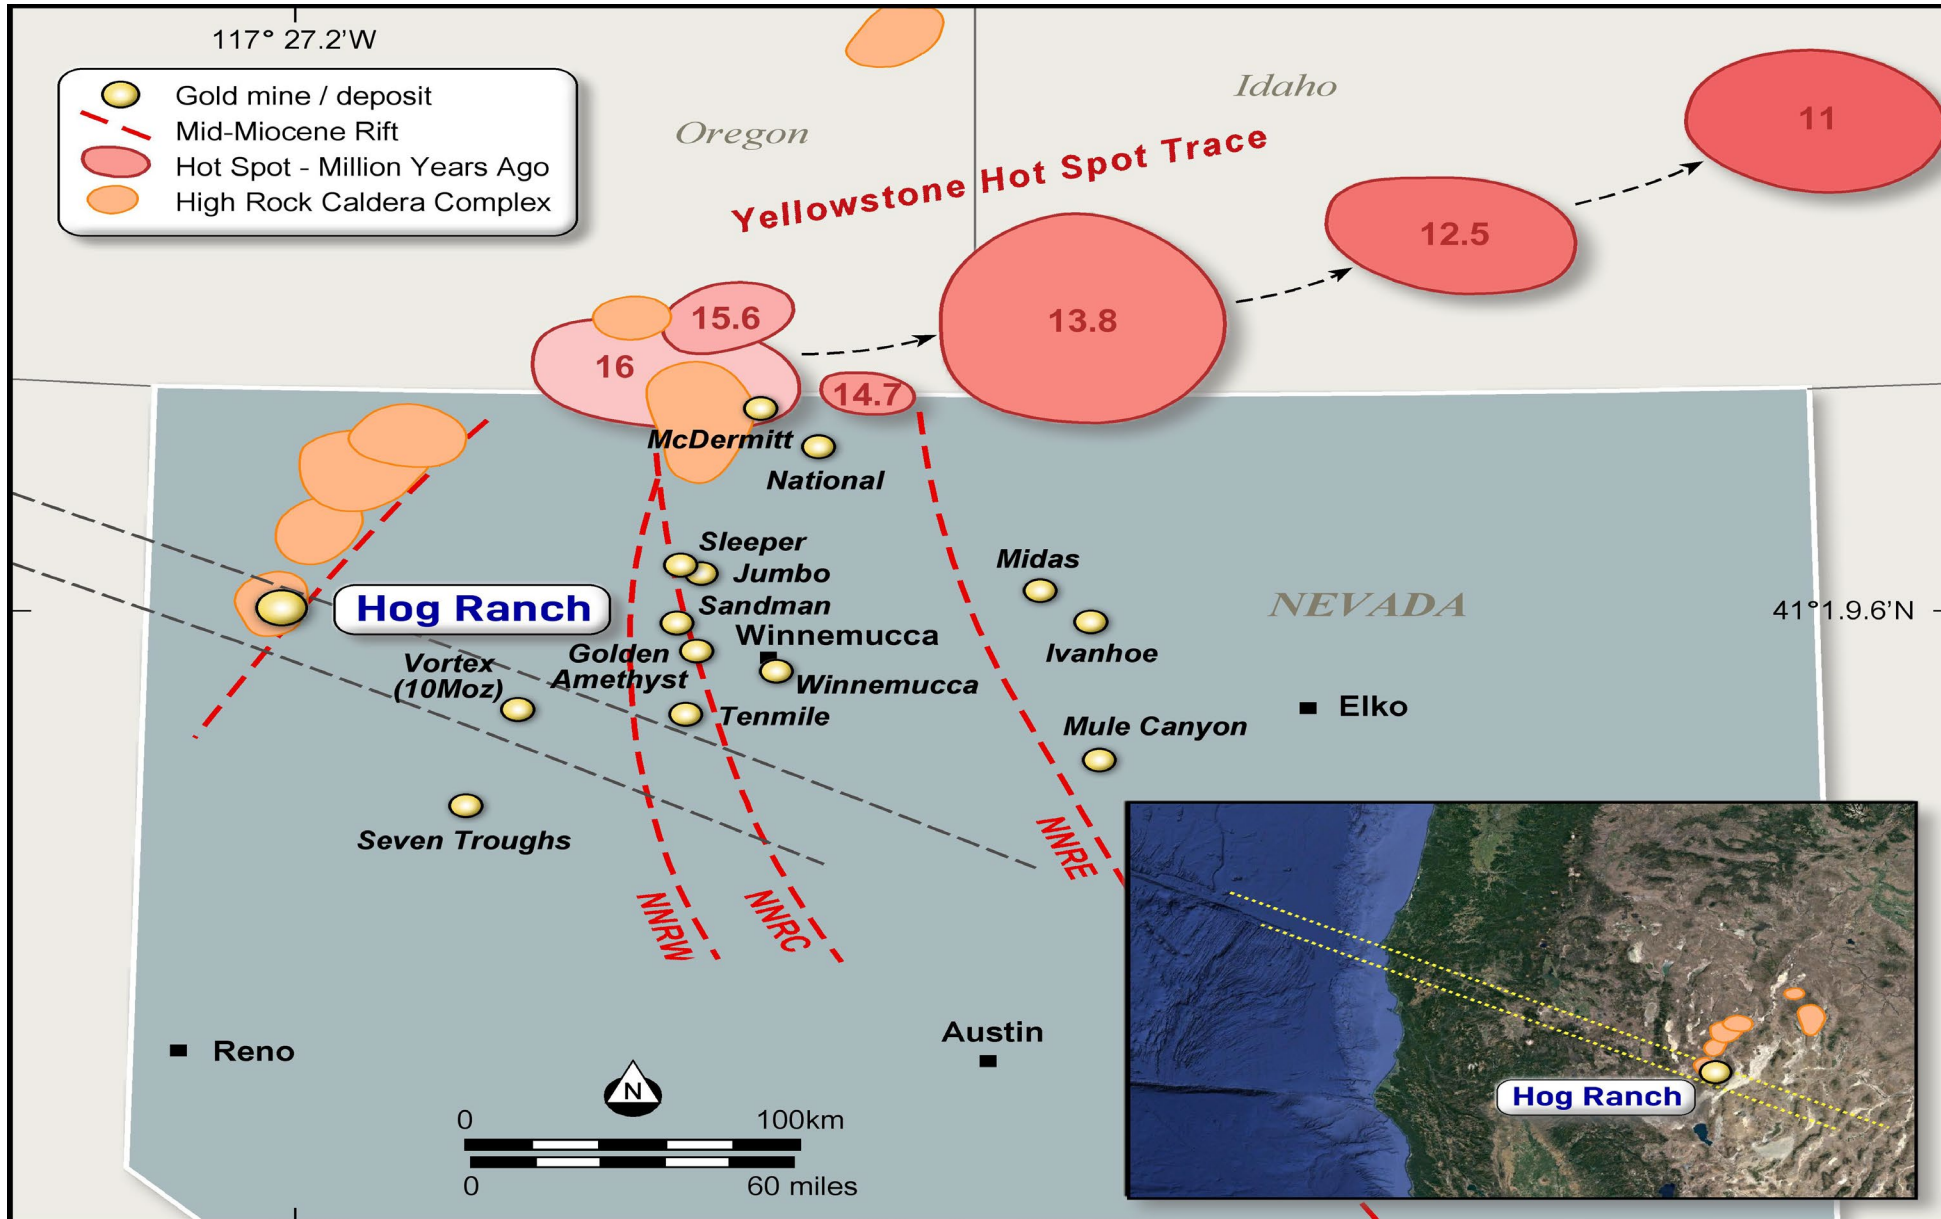 117° 27.2'W
Gold mine / deposit
Mid-Miocene Rift
Hot Spot - Million Years Ago
High Rock Caldera Complex
Oregon
Idaho
Yellowstone Hot Spot Trace
11
12.5
13.8
15.6
16
14.7
McDermitt
National
Sleeper
Jumbo
Sandman
Winnemucca
Golden
Amethyst
Winnemucca
Tenmile
Hog Ranch
Vortex
(10Moz)
Seven Troughs
Midas
Ivanhoe
NEVADA
41°1.9.6'N
Elko
Mule Canyon
NNRW
NNRC
NNRE
Reno
Austin
N
0
100km
0
60 miles
Hog Ranch